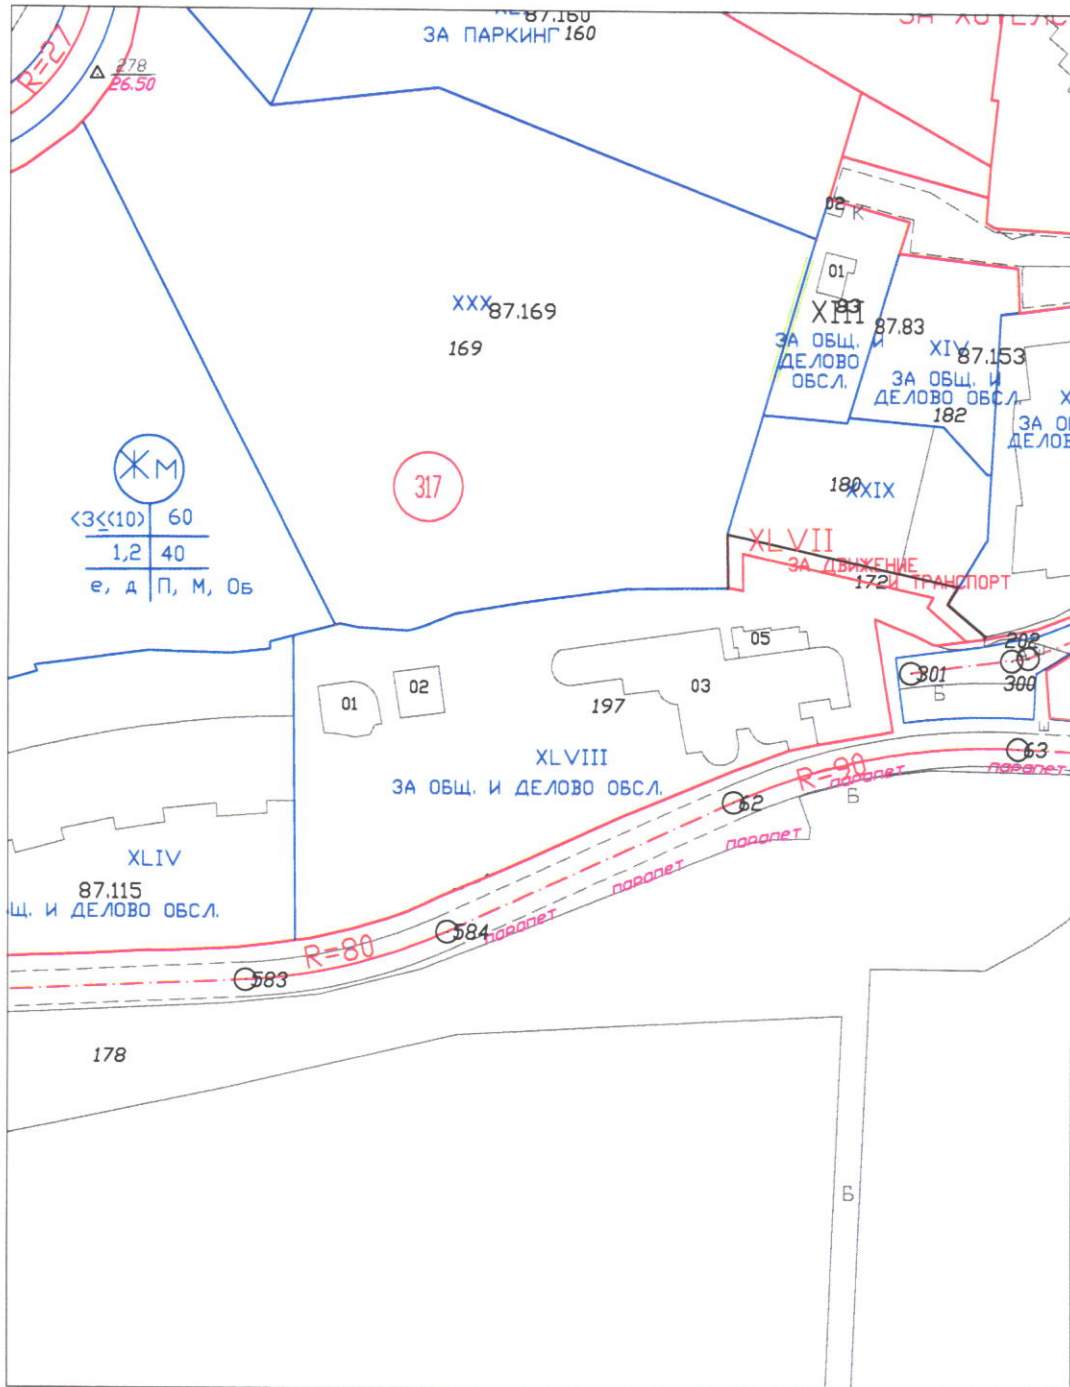 87.160
ЗА ПАРКИНГ 160
R=27
278
26.50
02
К
01
XXX 87.169
169
XIII
83
87.83
ЗА ОБЩ. И
ДЕЛОВО
ОБСЛ.
XIV
87.153
ЗА ОБЩ. И
ДЕЛОВО ОБСЛ.
182
ЖМ
<3≤(10) 60
1,2 40
е, д П, М, Об
317
180
XXIX
XLVII
ЗА ДВИЖЕНИЕ
172 И ТРАНСПОРТ
05
202
301
300
Б
01
02
03
197
63
XLVIII
ЗА ОБЩ. И ДЕЛОВО ОБСЛ.
R=90
парапет
парапет
Б
62
парапет
парапет
парапет
XLIV
87.115
Щ. И ДЕЛОВО ОБСЛ.
584
R=80
583
178
Б